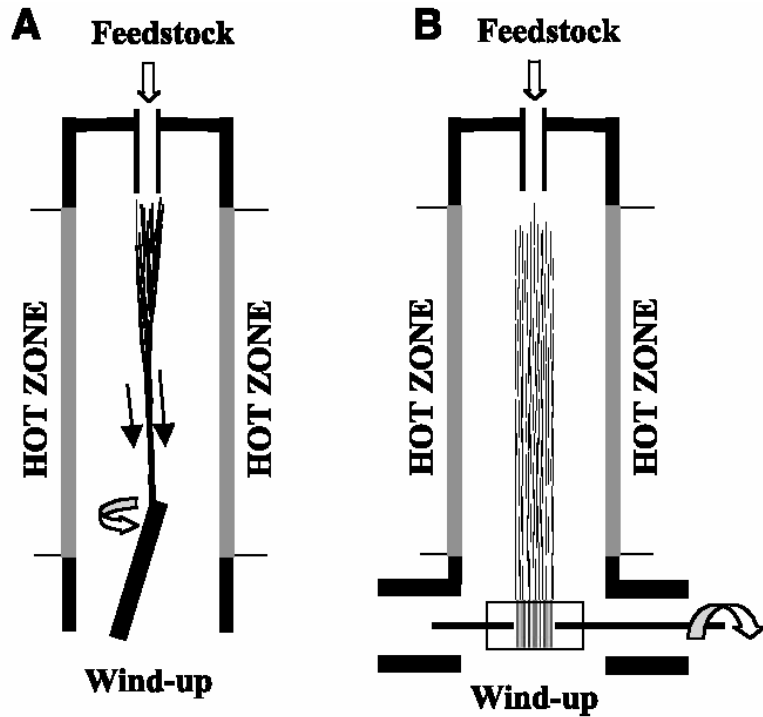 A
Feedstock
HOT ZONE
HOT ZONE
Wind-up
B
Feedstock
HOT ZONE
HOT ZONE
Wind-up